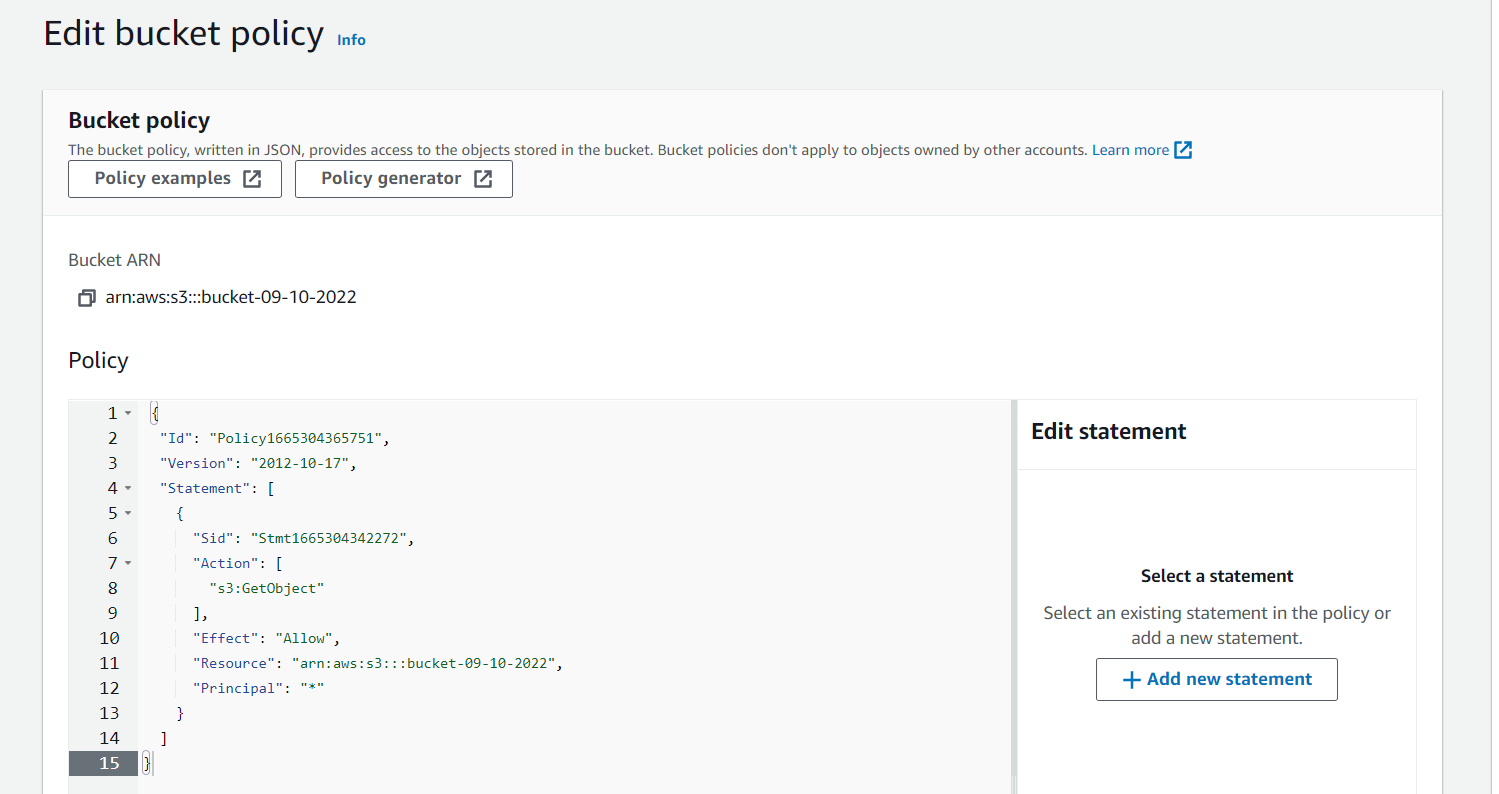 Edit bucket policy Info
Bucket policy
The bucket policy, written in JSON, provides access to the objects stored in the bucket. Bucket policies don't apply to objects owned by other accounts. Learn more
Policy examples Policy generator
Bucket ARN
arn:aws:s3:::bucket-09-10-2022
Policy
1 {
2 "Id": "Policy1665304365751",
3 "Version": "2012-10-17",
4 "Statement": [
5 {
6 "Sid": "Stmt1665304342272",
7 "Action": [
8 "s3:GetObject"
9 ],
10 "Effect": "Allow",
11 "Resource": "arn:aws:s3:::bucket-09-10-2022",
12 "Principal": "*"
13 }
14 ]
15 }
Edit statement
Select a statement
Select an existing statement in the policy or
add a new statement.
+ Add new statement